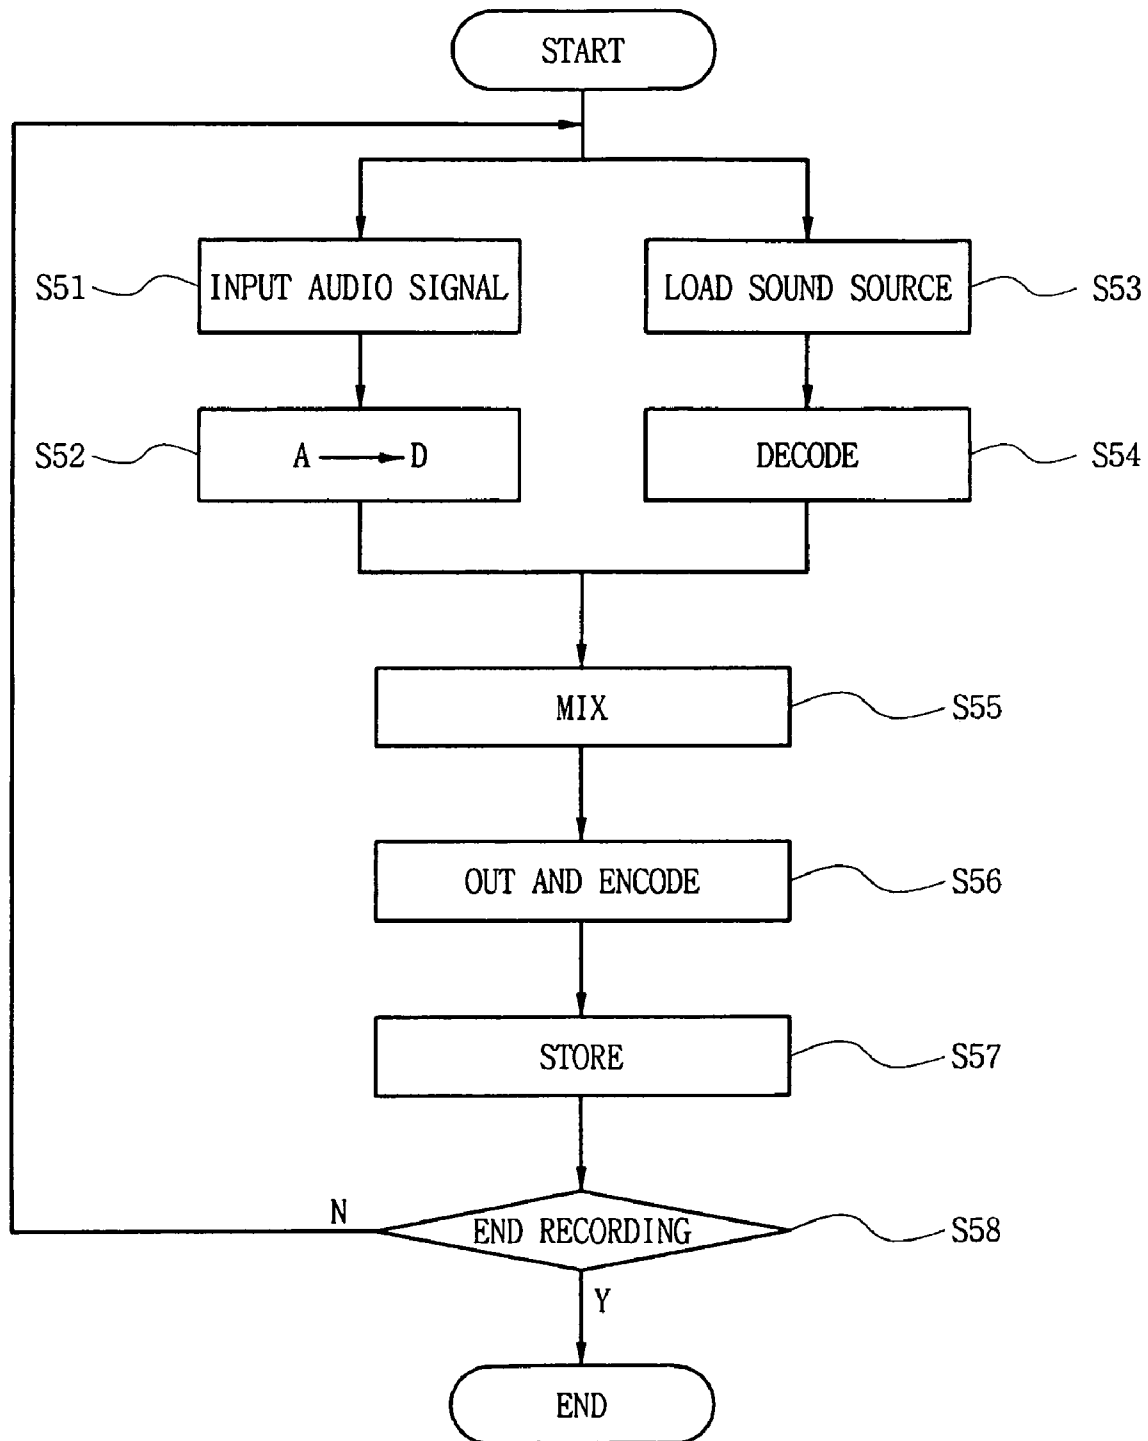 START
S51
INPUT AUDIO SIGNAL
LOAD SOUND SOURCE
S53
S52
A → D
DECODE
S54
MIX
S55
OUT AND ENCODE
S56
STORE
S57
N
END RECORDING
S58
Y
END